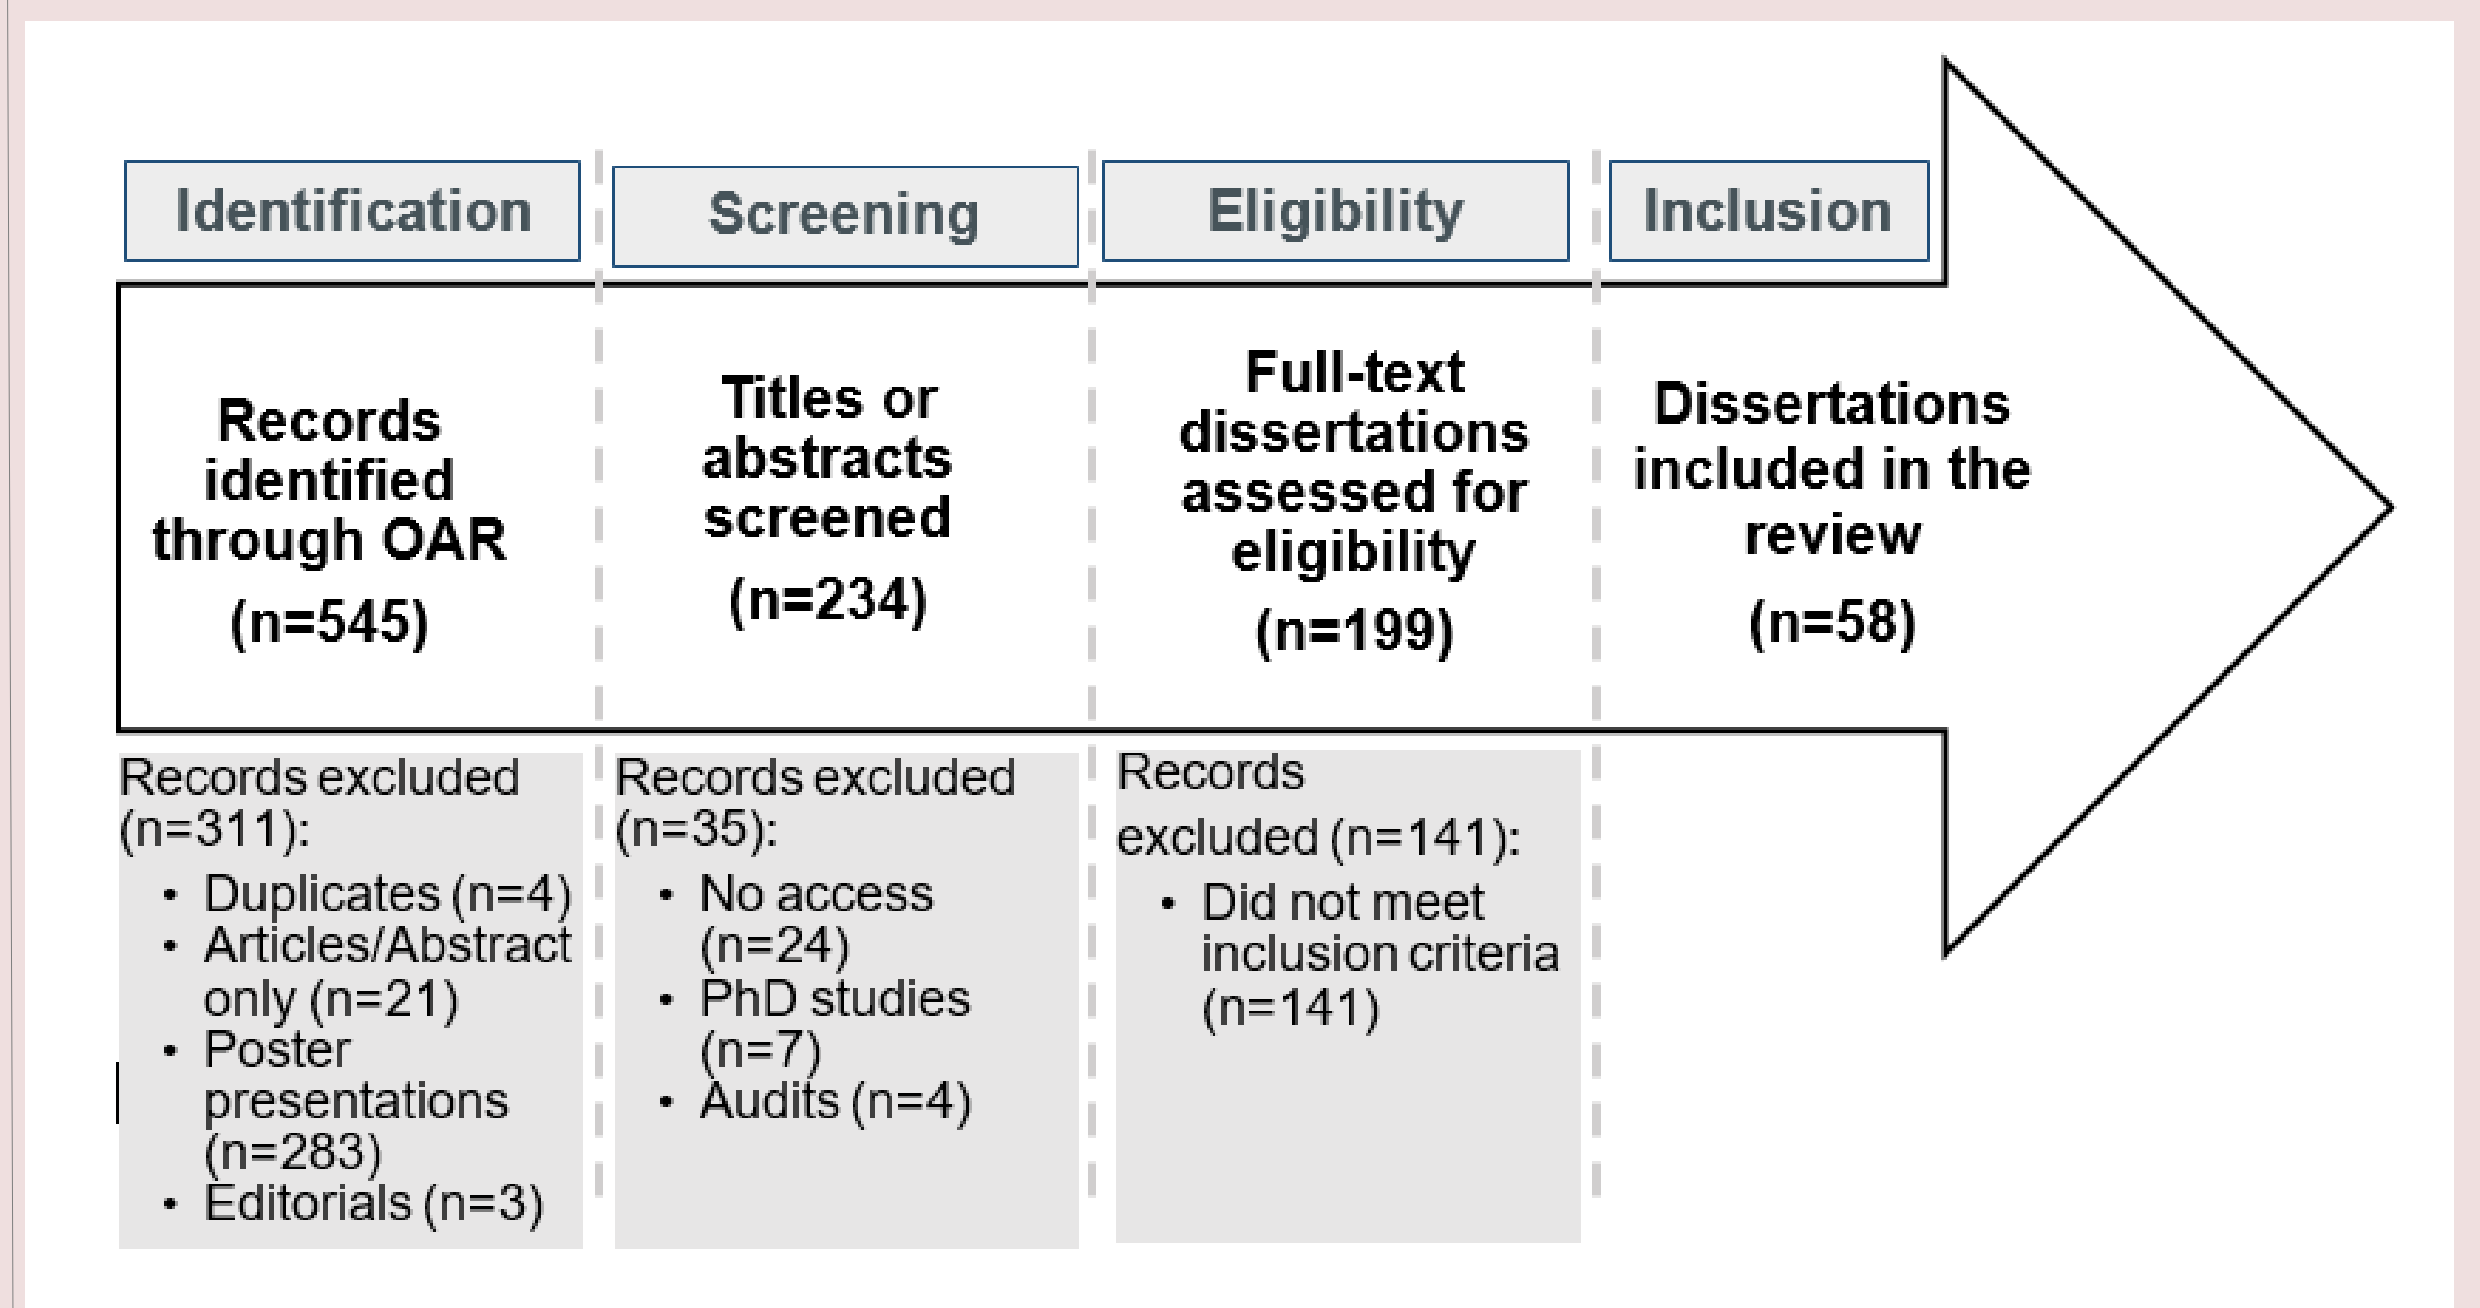 Identification
Screening
Eligibility
Inclusion
Records
identified
through OAR
(n=545)
Titles or
abstracts
screened
(n=234)
Full-text
dissertations
assessed for
eligibility
(n=199)
Dissertations
included in the
review
(n=58)
Records excluded
(n=311):
• Duplicates (n=4)
• Articles/Abstract
only (n=21)
• Poster
presentations
(n=283)
• Editorials (n=3)
Records excluded
(n=35):
• No access
(n=24)
• PhD studies
(n=7)
• Audits (n=4)
Records
excluded (n=141):
• Did not meet
inclusion criteria
(n=141)